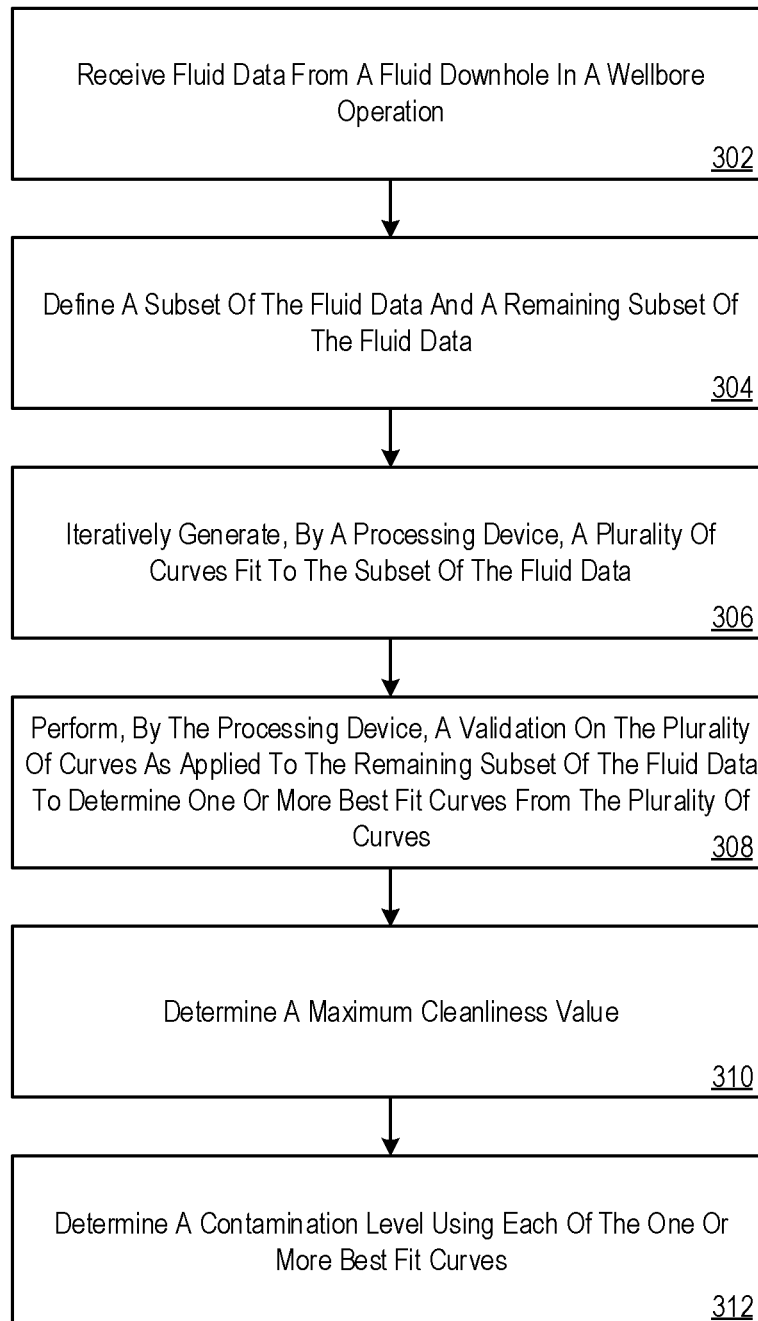 Receive Fluid Data From A Fluid Downhole In A Wellbore
Operation
302
Define A Subset Of The Fluid Data And A Remaining Subset Of
The Fluid Data
304
Iteratively Generate, By A Processing Device, A Plurality Of
Curves Fit To The Subset Of The Fluid Data
306
Perform, By The Processing Device, A Validation On The Plurality
Of Curves As Applied To The Remaining Subset Of The Fluid Data
To Determine One Or More Best Fit Curves From The Plurality Of
Curves
308
Determine A Maximum Cleanliness Value
310
Determine A Contamination Level Using Each Of The One Or
More Best Fit Curves
312